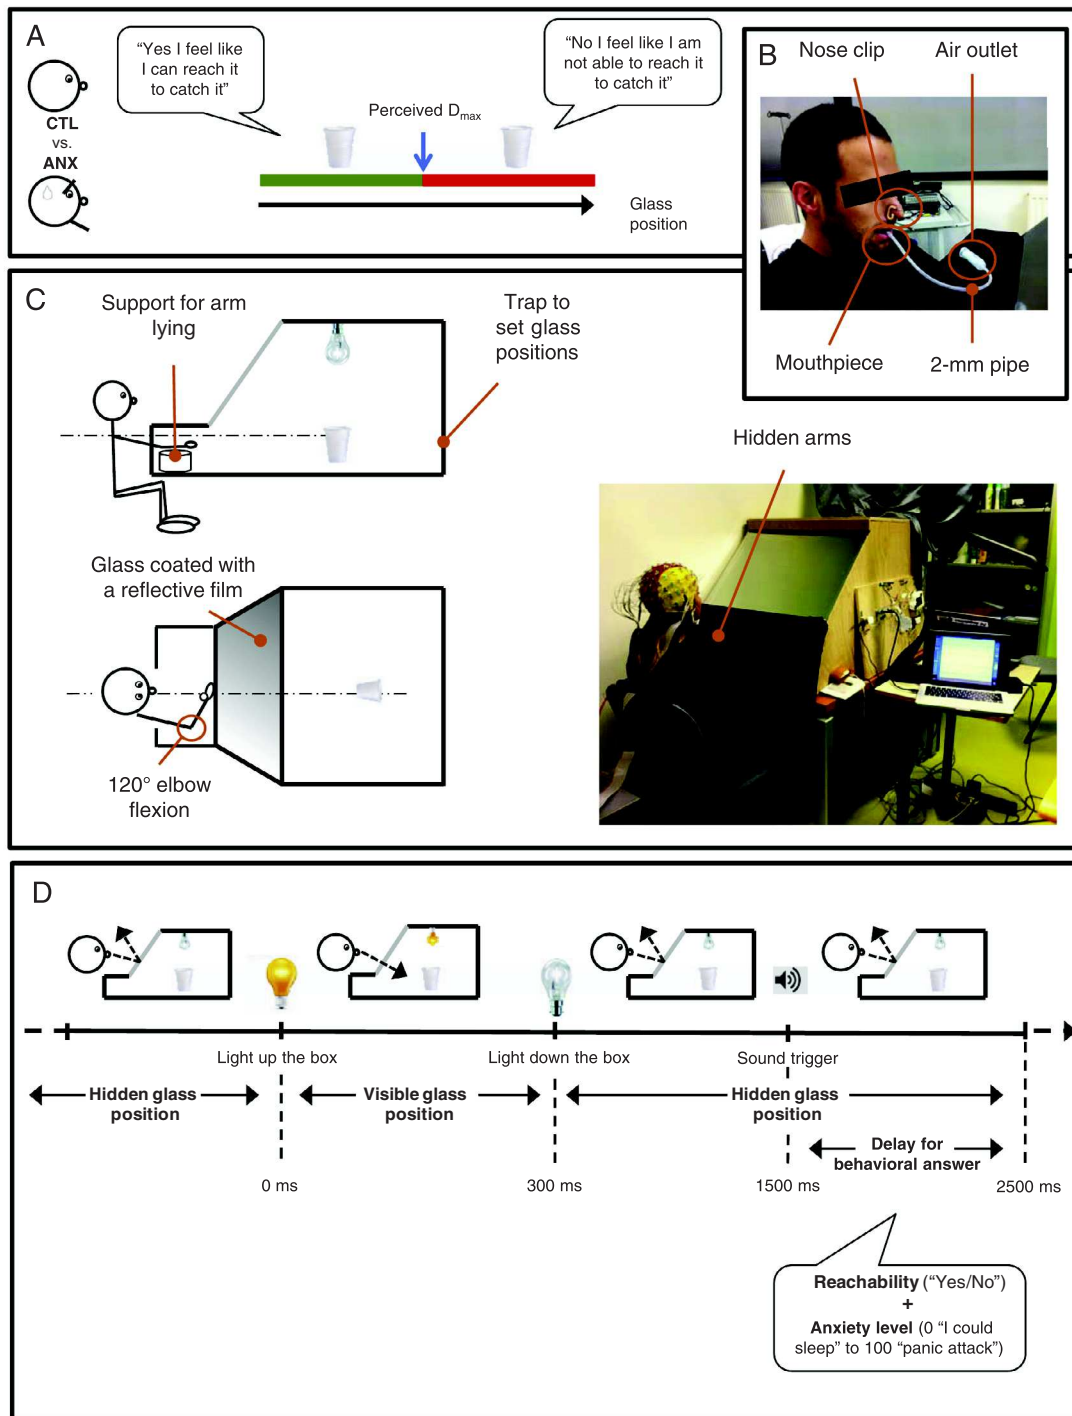 A
“Yes I feel like
I can reach it
to catch it”
“No I feel like I am
not able to reach it
to catch it”
CTL
vs.
ANX
Perceived Dmax
Glass
position
B
Nose clip
Air outlet
Mouthpiece
2-mm pipe
C
Support for arm
lying
Trap to
set glass
positions
Hidden arms
Glass coated with
a reflective film
120° elbow
flexion
D
Light up the box
Light down the box
Sound trigger
Hidden glass
position
Visible glass
position
Hidden glass
position
Delay for
behavioral answer
0 ms
300 ms
1500 ms
2500 ms
Reachability (“Yes/No”)
+
Anxiety level (0 “I could
sleep” to 100 “panic attack”)